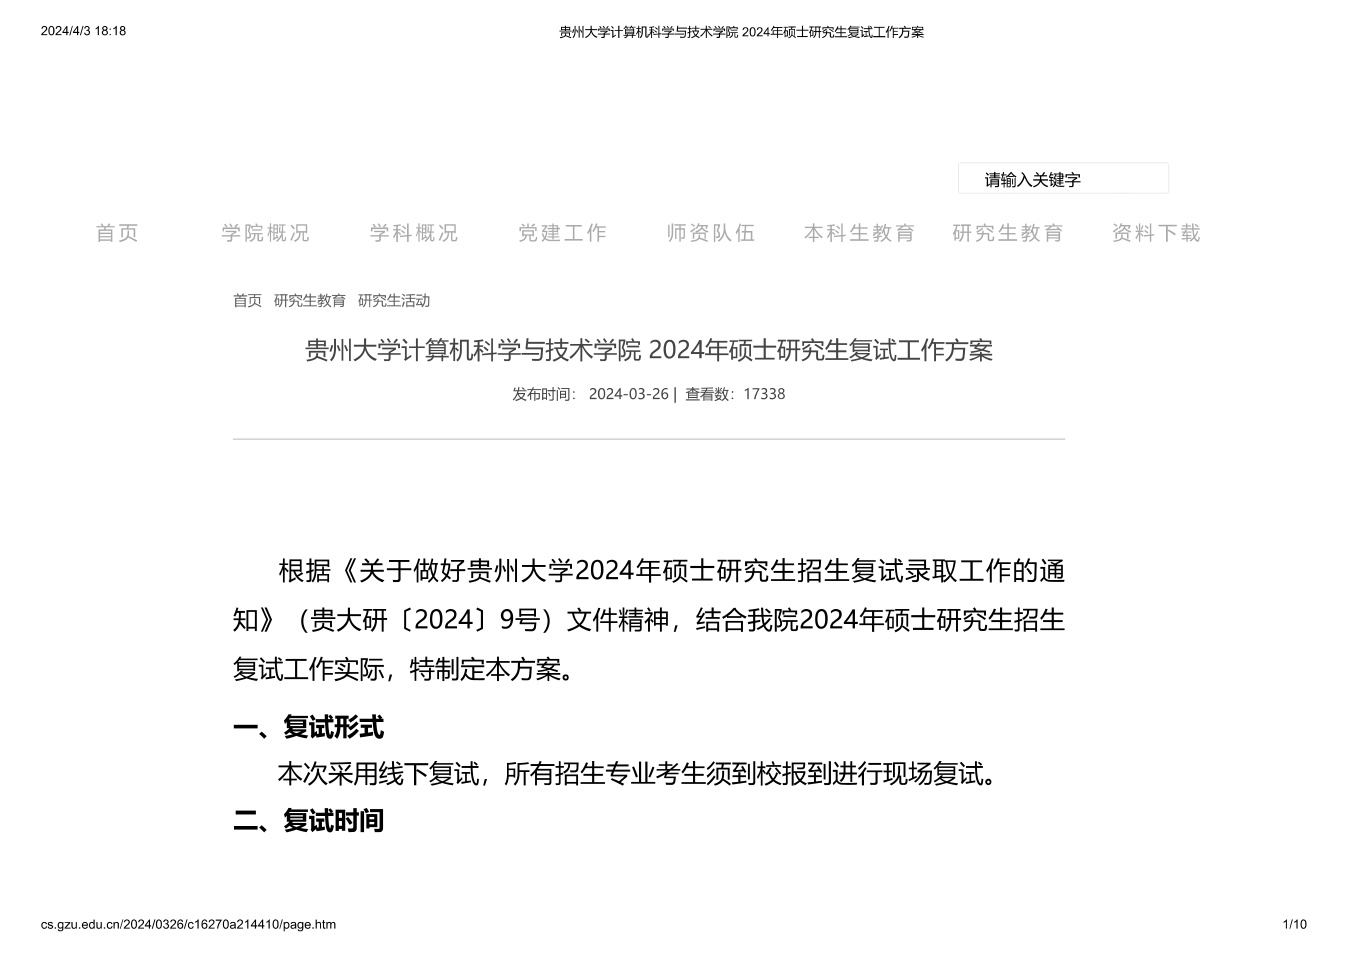 2024/4/3 18:18
贵州大学计算机科学与技术学院 2024年硕士研究生复试工作方案
请输入关键字
首页 学院概况 学科概况 党建工作 师资队伍 本科生教育 研究生教育 资料下载
首页 研究生教育 研究生活动
贵州大学计算机科学与技术学院 2024年硕士研究生复试工作方案
发布时间： 2024-03-26 | 查看数：17338
根据《关于做好贵州大学2024年硕士研究生招生复试录取工作的通
知》（贵大研〔2024〕9号）文件精神，结合我院2024年硕士研究生招生
复试工作实际，特制定本方案。
一、复试形式
本次采用线下复试，所有招生专业考生须到校报到进行现场复试。
二、复试时间
cs.gzu.edu.cn/2024/0326/c16270a214410/page.htm
1/10